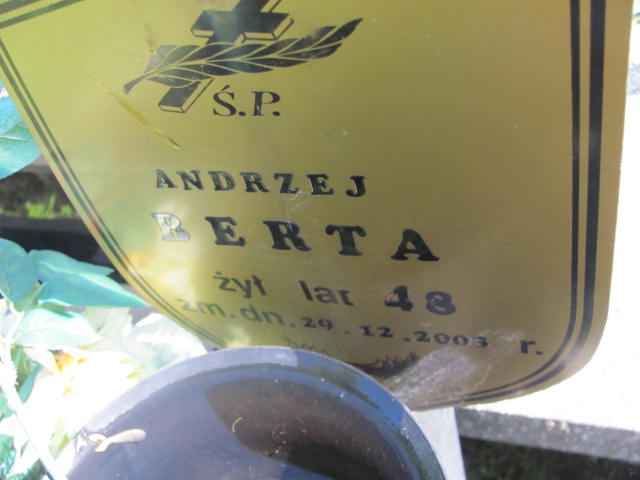 Ś.P.
ANDRZEJ
BERTA
żył lat 48
zm.dn. 29.12.2003 r.